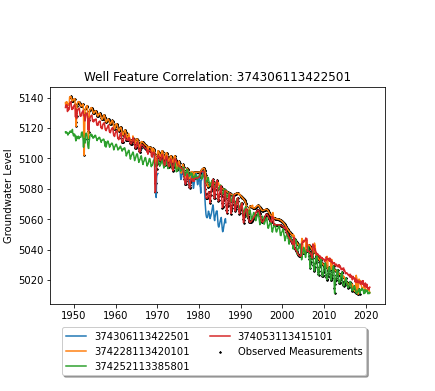 Well Feature Correlation: 374306113422501
Groundwater Level
5140
5120
5100
5080
5060
5040
5020
1950 1960 1970 1980 1990 2000 2010 2020
374306113422501
374228113420101
374252113385801
374053113415101
Observed Measurements